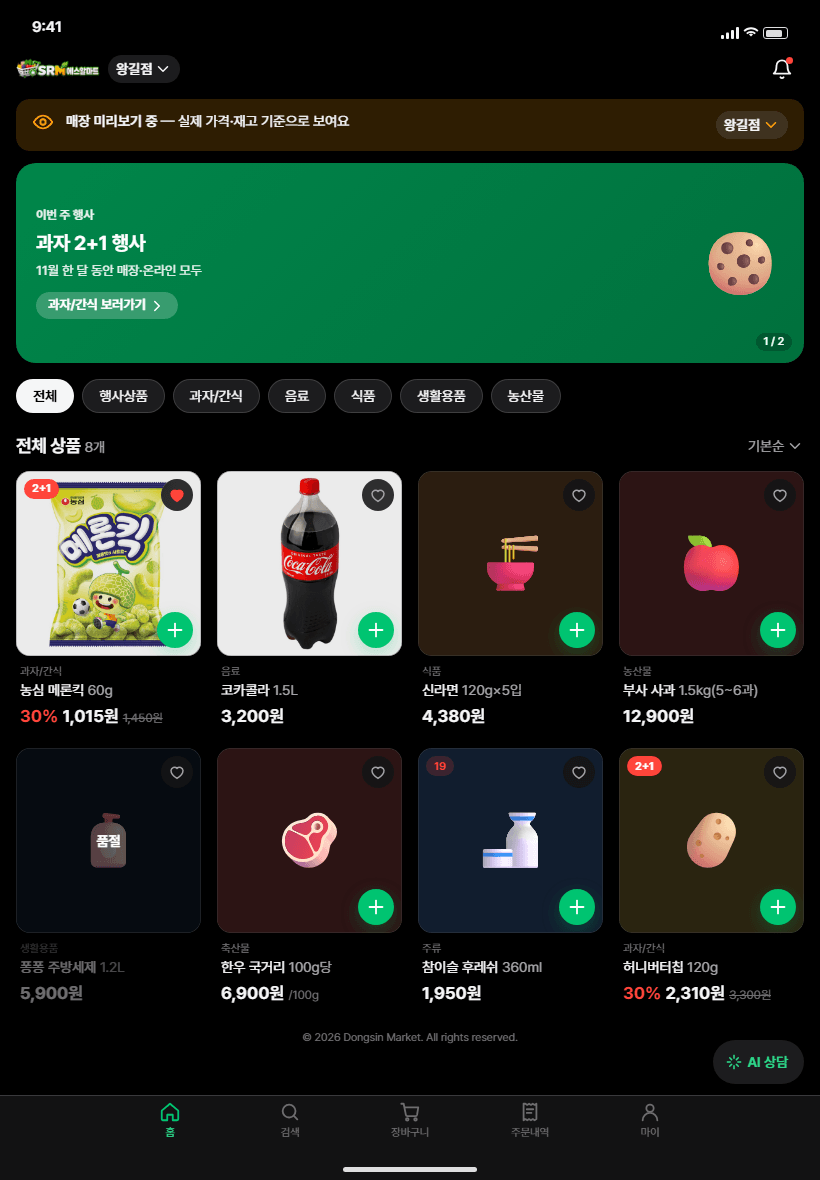 9:41
SRM 에스알마트
왕길점
매장 미리보기 중 — 실제 가격·재고 기준으로 보여요
왕길점
이번 주 행사
과자 2+1 행사
11월 한 달 동안 매장·온라인 모두
과자/간식 보러가기
1 / 2
전체
행사상품
과자/간식
음료
식품
생활용품
농산물
전체 상품 8개
기본순
2+1
농심
메론킥
ORIGINAL TASTE
Coca-Cola
과자/간식
농심 메론킥 60g
30% 1,015원 1,450원
음료
코카콜라 1.5L
3,200원
식품
신라면 120g×5입
4,380원
농산물
부사 사과 1.5kg(5~6과)
12,900원
품절
19
2+1
생활용품
퐁퐁 주방세제 1.2L
5,900원
축산물
한우 국거리 100g당
6,900원 /100g
주류
참이슬 후레쉬 360ml
1,950원
과자/간식
허니버터칩 120g
30% 2,310원 3,300원
© 2026 Dongsin Market. All rights reserved.
AI 상담
홈
검색
장바구니
주문내역
마이